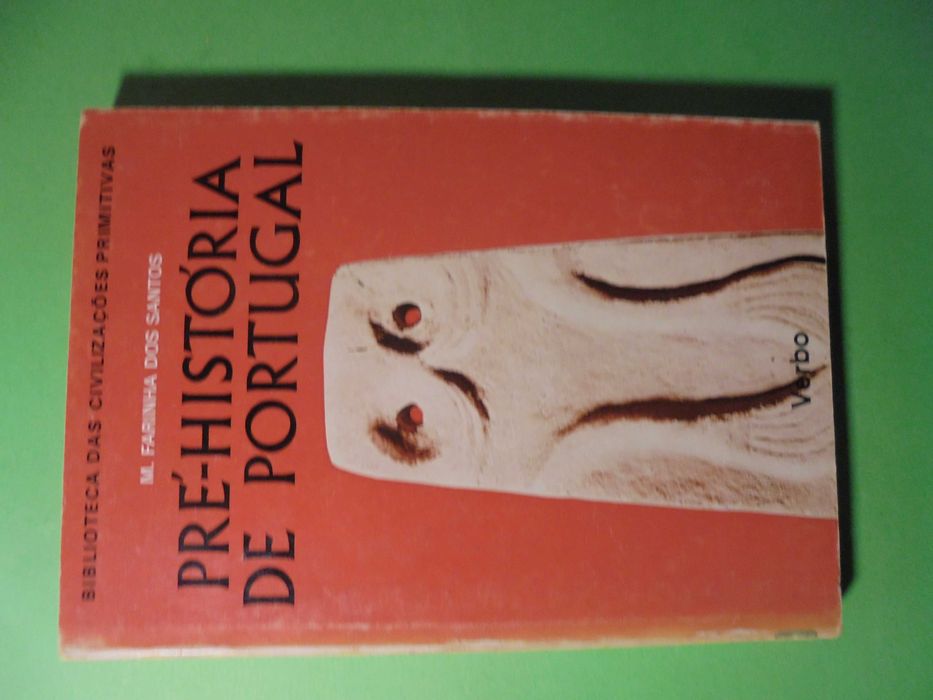 BIBLIOTECA DAS CIVILIZAÇÕES PRIMITIVAS
M. FARINHA DOS SANTOS
PRÉ-HISTÓRIA
DE PORTUGAL
Verbo